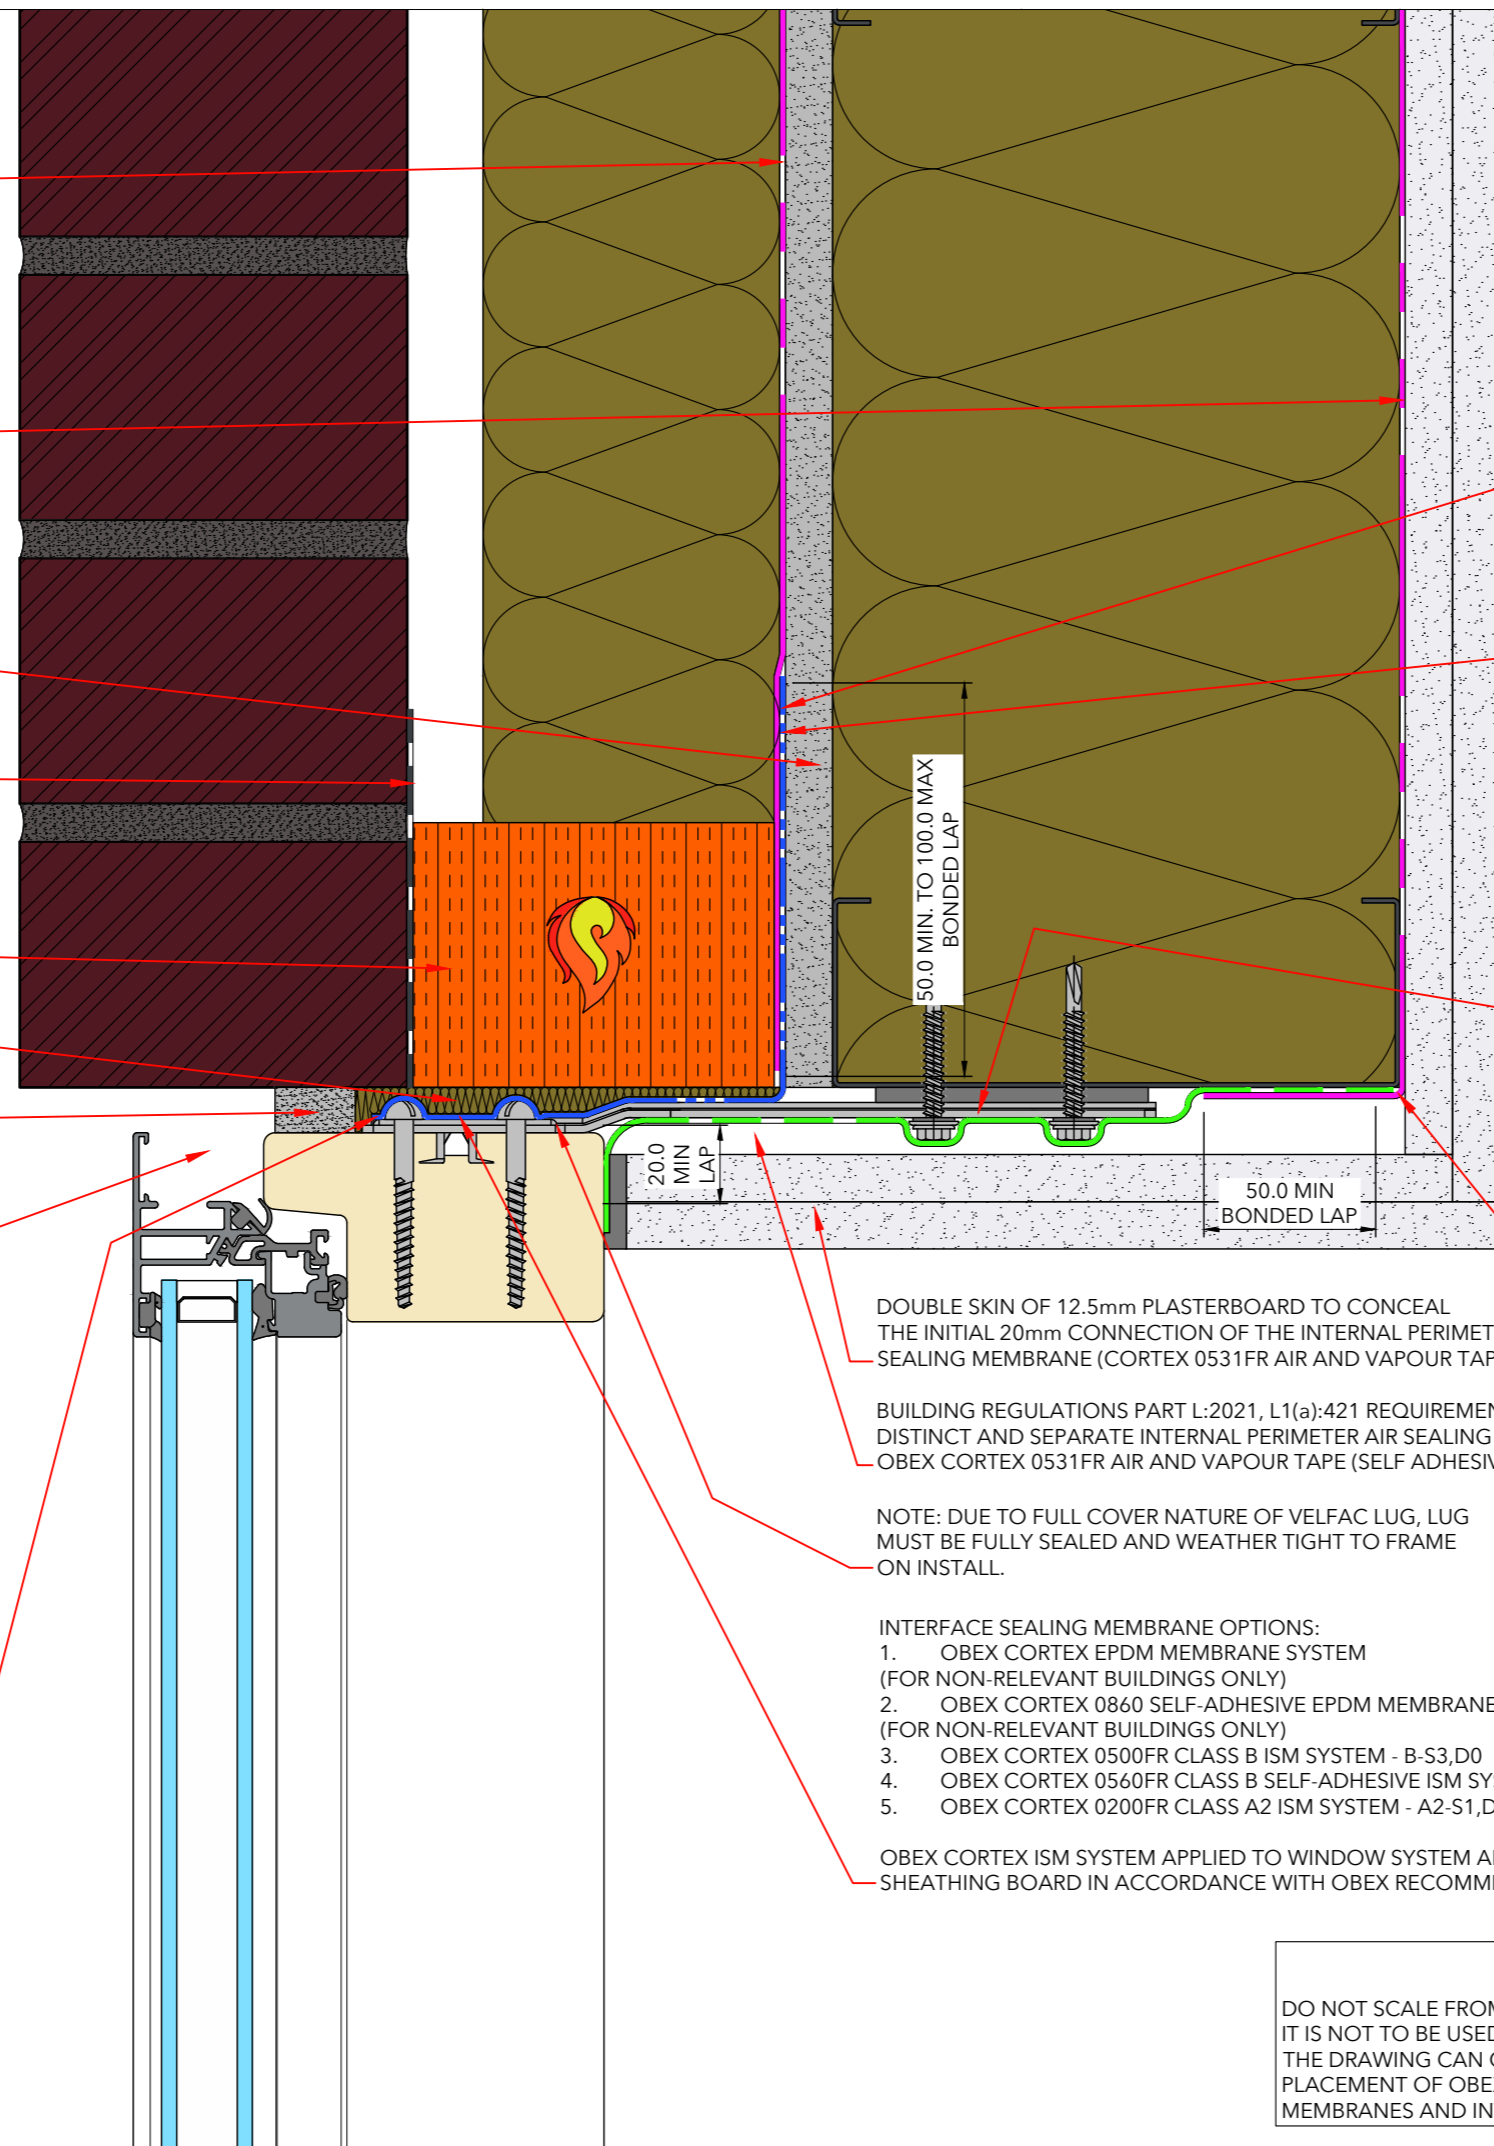 50.0 MIN. TO 100.0 MAX
BONDED LAP
20.0
MIN
LAP
50.0 MIN
BONDED LAP
DOUBLE SKIN OF 12.5mm PLASTERBOARD TO CONCEAL
THE INITIAL 20mm CONNECTION OF THE INTERNAL PERIMET
SEALING MEMBRANE (CORTEX 0531FR AIR AND VAPOUR TAP
BUILDING REGULATIONS PART L:2021, L1(a):421 REQUIREMEN
DISTINCT AND SEPARATE INTERNAL PERIMETER AIR SEALING
OBEX CORTEX 0531FR AIR AND VAPOUR TAPE (SELF ADHESIV
NOTE: DUE TO FULL COVER NATURE OF VELFAC LUG, LUG
MUST BE FULLY SEALED AND WEATHER TIGHT TO FRAME
ON INSTALL.
INTERFACE SEALING MEMBRANE OPTIONS:
1. OBEX CORTEX EPDM MEMBRANE SYSTEM
(FOR NON-RELEVANT BUILDINGS ONLY)
2. OBEX CORTEX 0860 SELF-ADHESIVE EPDM MEMBRANE
(FOR NON-RELEVANT BUILDINGS ONLY)
3. OBEX CORTEX 0500FR CLASS B ISM SYSTEM - B-S3,D0
4. OBEX CORTEX 0560FR CLASS B SELF-ADHESIVE ISM SY
5. OBEX CORTEX 0200FR CLASS A2 ISM SYSTEM - A2-S1,D
OBEX CORTEX ISM SYSTEM APPLIED TO WINDOW SYSTEM A
SHEATHING BOARD IN ACCORDANCE WITH OBEX RECOMM
DO NOT SCALE FROM
IT IS NOT TO BE USED
THE DRAWING CAN
PLACEMENT OF OBE
MEMBRANES AND IN